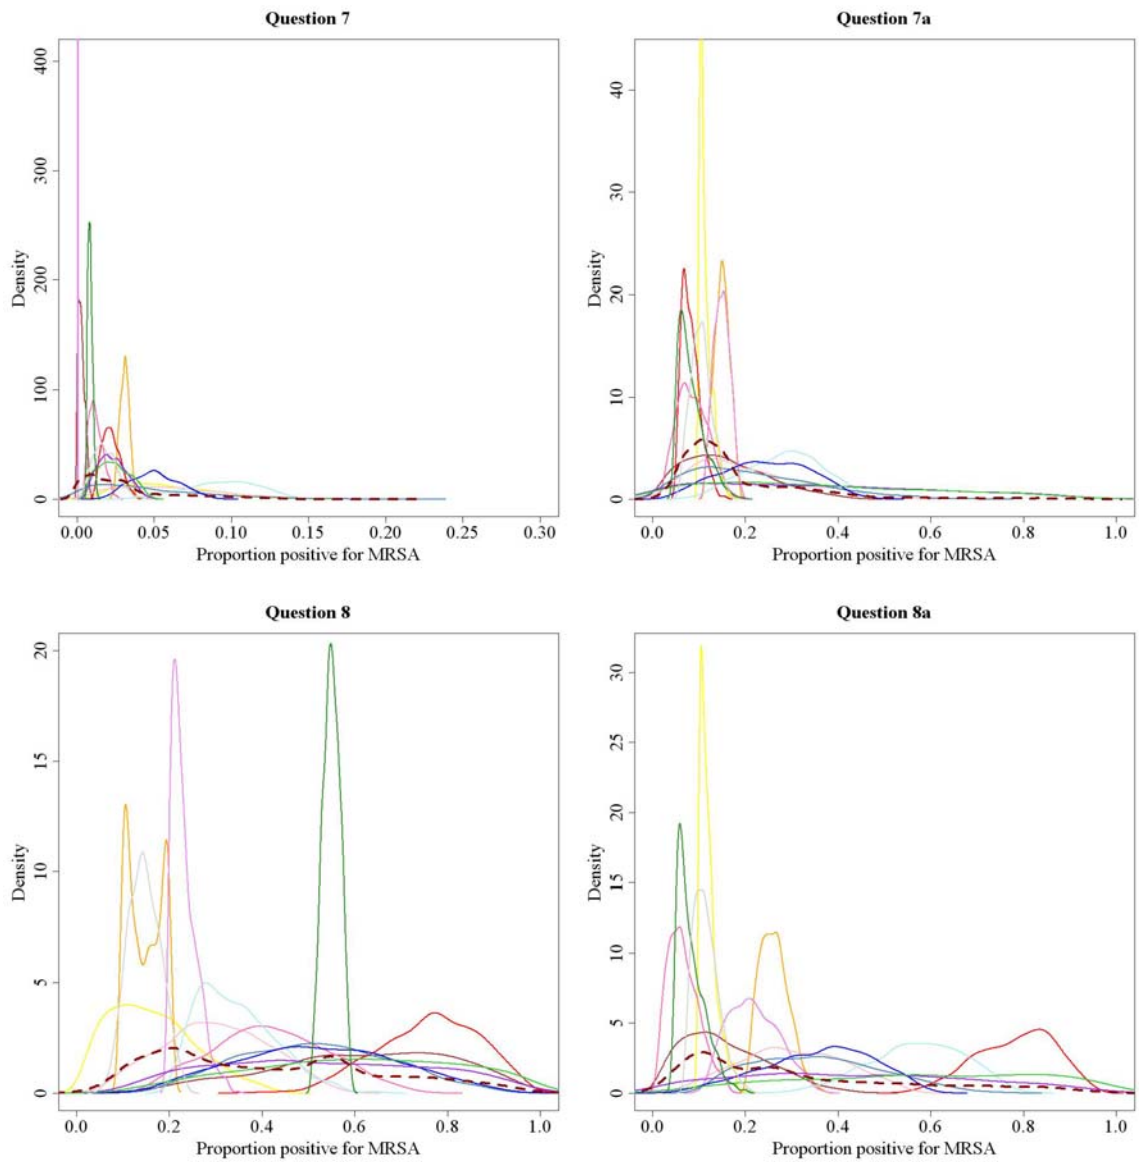 Question 7
Density
400
300
200
100
0
0.00 0.05 0.10 0.15 0.20 0.25 0.30
Proportion positive for MRSA
Question 7a
Density
40
30
20
10
0
0.0 0.2 0.4 0.6 0.8 1.0
Proportion positive for MRSA
Question 8
Density
20
15
10
5
0
0.0 0.2 0.4 0.6 0.8 1.0
Proportion positive for MRSA
Question 8a
Density
30
25
20
15
10
5
0
0.0 0.2 0.4 0.6 0.8 1.0
Proportion positive for MRSA